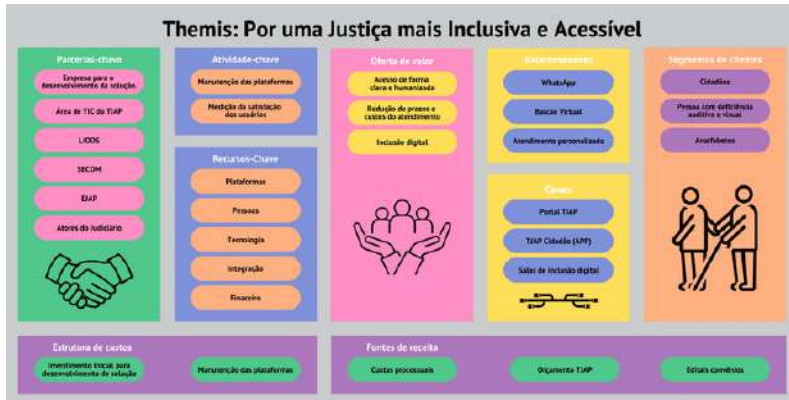 Themis: Por uma Justiça mais Inclusiva e Acessível
Parcerias-chave
Empresa para o
desenvolvimento da solução.
Área de TIC do TJAP
LIODS
SECOM
EJAP
Atores do Judiciário
Atividade-chave
Manutenção das plataformas
Medição da satisfação
dos usuários
Recursos-Chave
Plataformas
Pessoas
Tecnologia
Integração
Financeiro
Oferta de valor
Acesso de forma
clara e humanizada
Redução de prazos e
custos do atendimento
Inclusão digital
Relacionamento
WhatsApp
Balcão Virtual
Atendimento personalizado
Canais
Portal TJAP
TJAP Cidadão (APP)
Salas de inclusão digital
Segmentos de clientes
Cidadãos
Pessoa com deficiência
auditiva e visual
Analfabetos
Estrutura de custos
Investimento inicial para
desenvolvimento da solução
Manutenção das plataformas
Fontes de receita
Custas processuais
Orçamento TJAP
Editais convênios